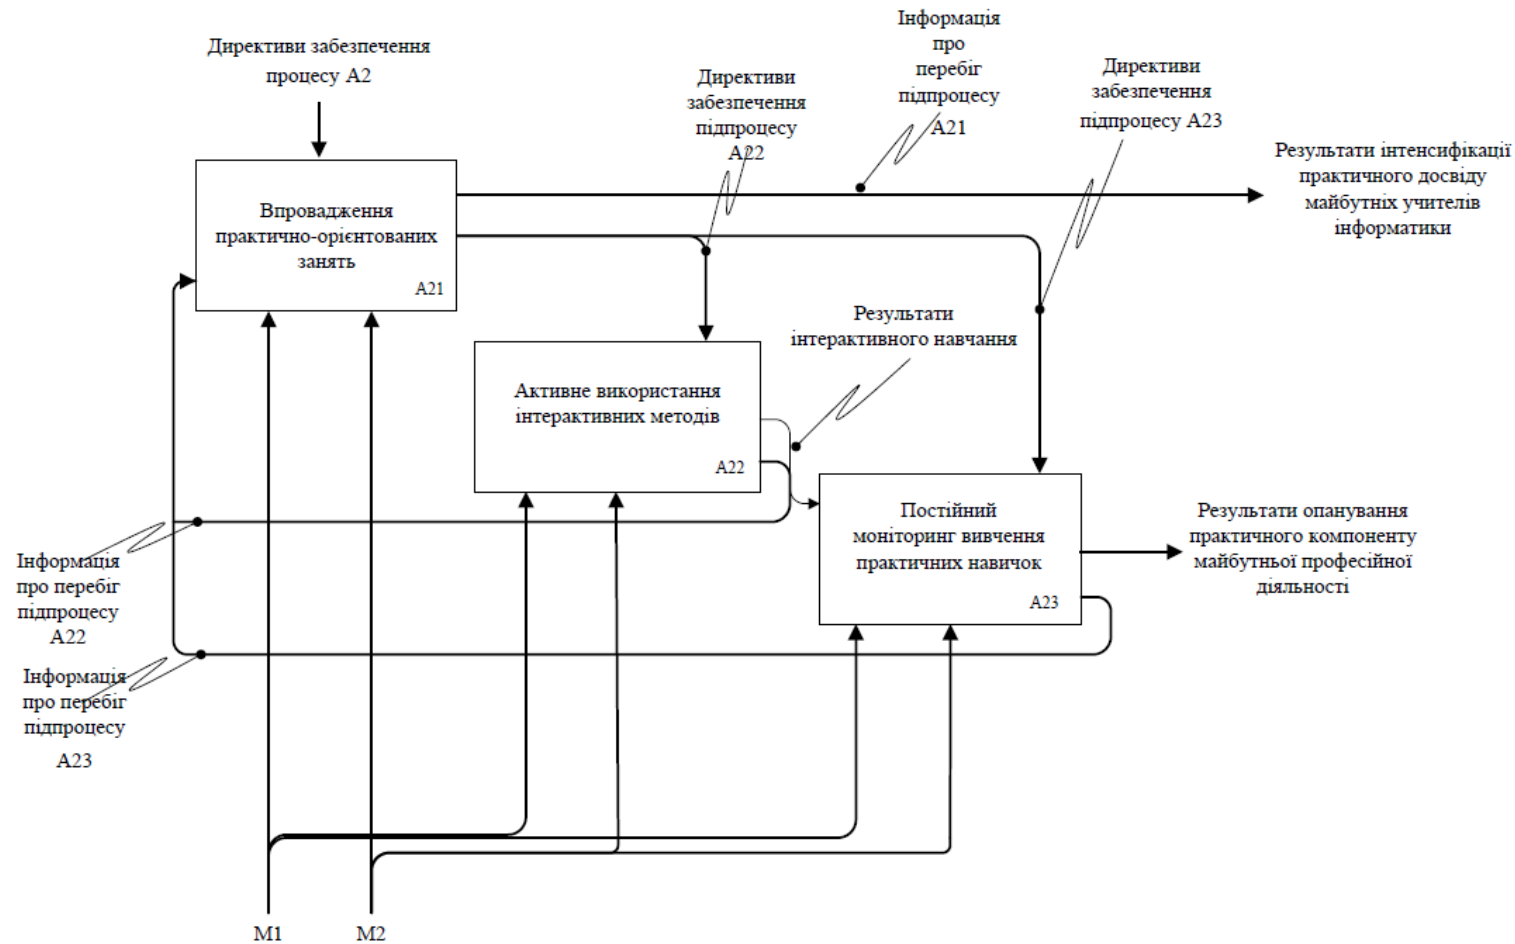 Директиви забезпечення
процесу А2
Директиви
забезпечення
підпроцесу
А22
Інформація
про
перебіг
підпроцесу
А21
Директиви
забезпечення
підпроцесу А23
Результати інтенсифікації
практичного досвіду
майбутніх учителів
інформатики
Впровадження
практично-орієнтованих
занять
А21
Результати
інтерактивного навчання
Активне використання
інтерактивних методів
А22
Постійний
моніторинг вивчення
практичних навичок
А23
Результати опанування
практичного компоненту
майбутньої професійної
діяльності
Інформація
про перебіг
підпроцесу
А22
Інформація
про перебіг
підпроцесу
А23
М1
М2